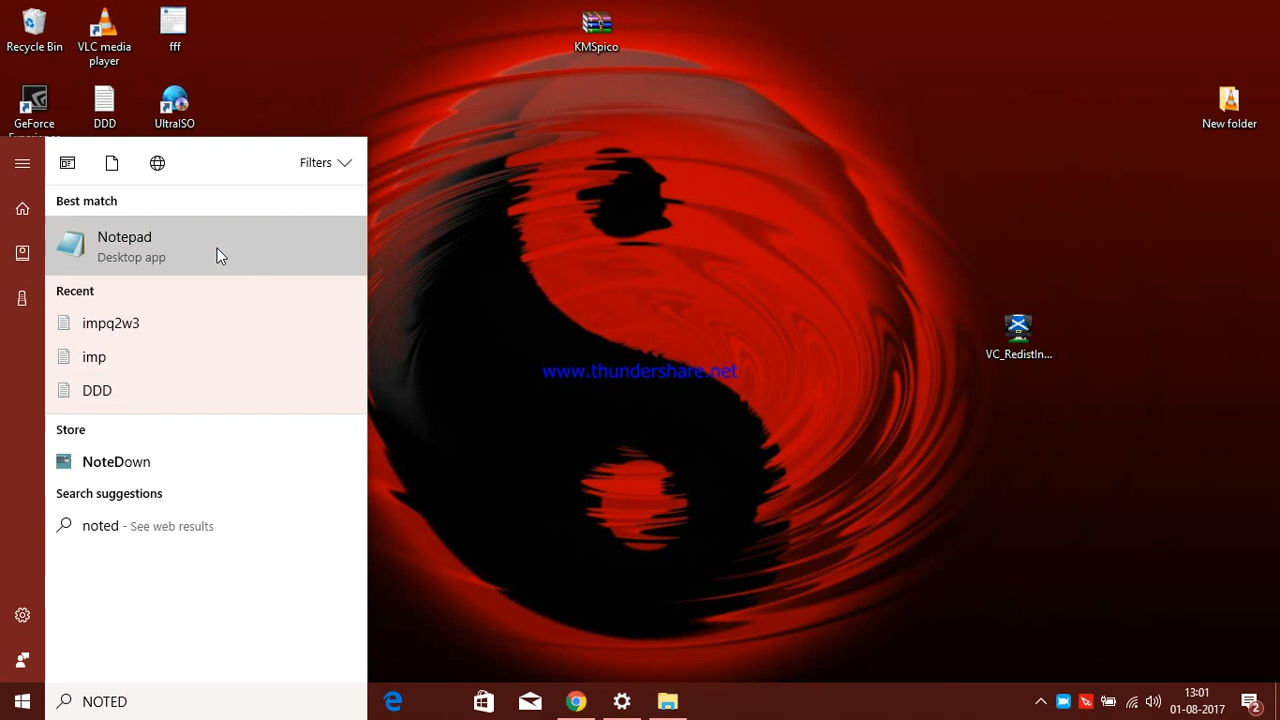 Recycle Bin
VLC media
player
fff
KMSpico
GeForce
DDD
UltraISO
New folder
Filters
Best match
Notepad
Desktop app
Recent
impq2w3
imp
DDD
VC_RedistIn...
www.thundershare.net
Store
NoteDown
Search suggestions
noted - See web results
NOTED
13:01
01-08-2017
2